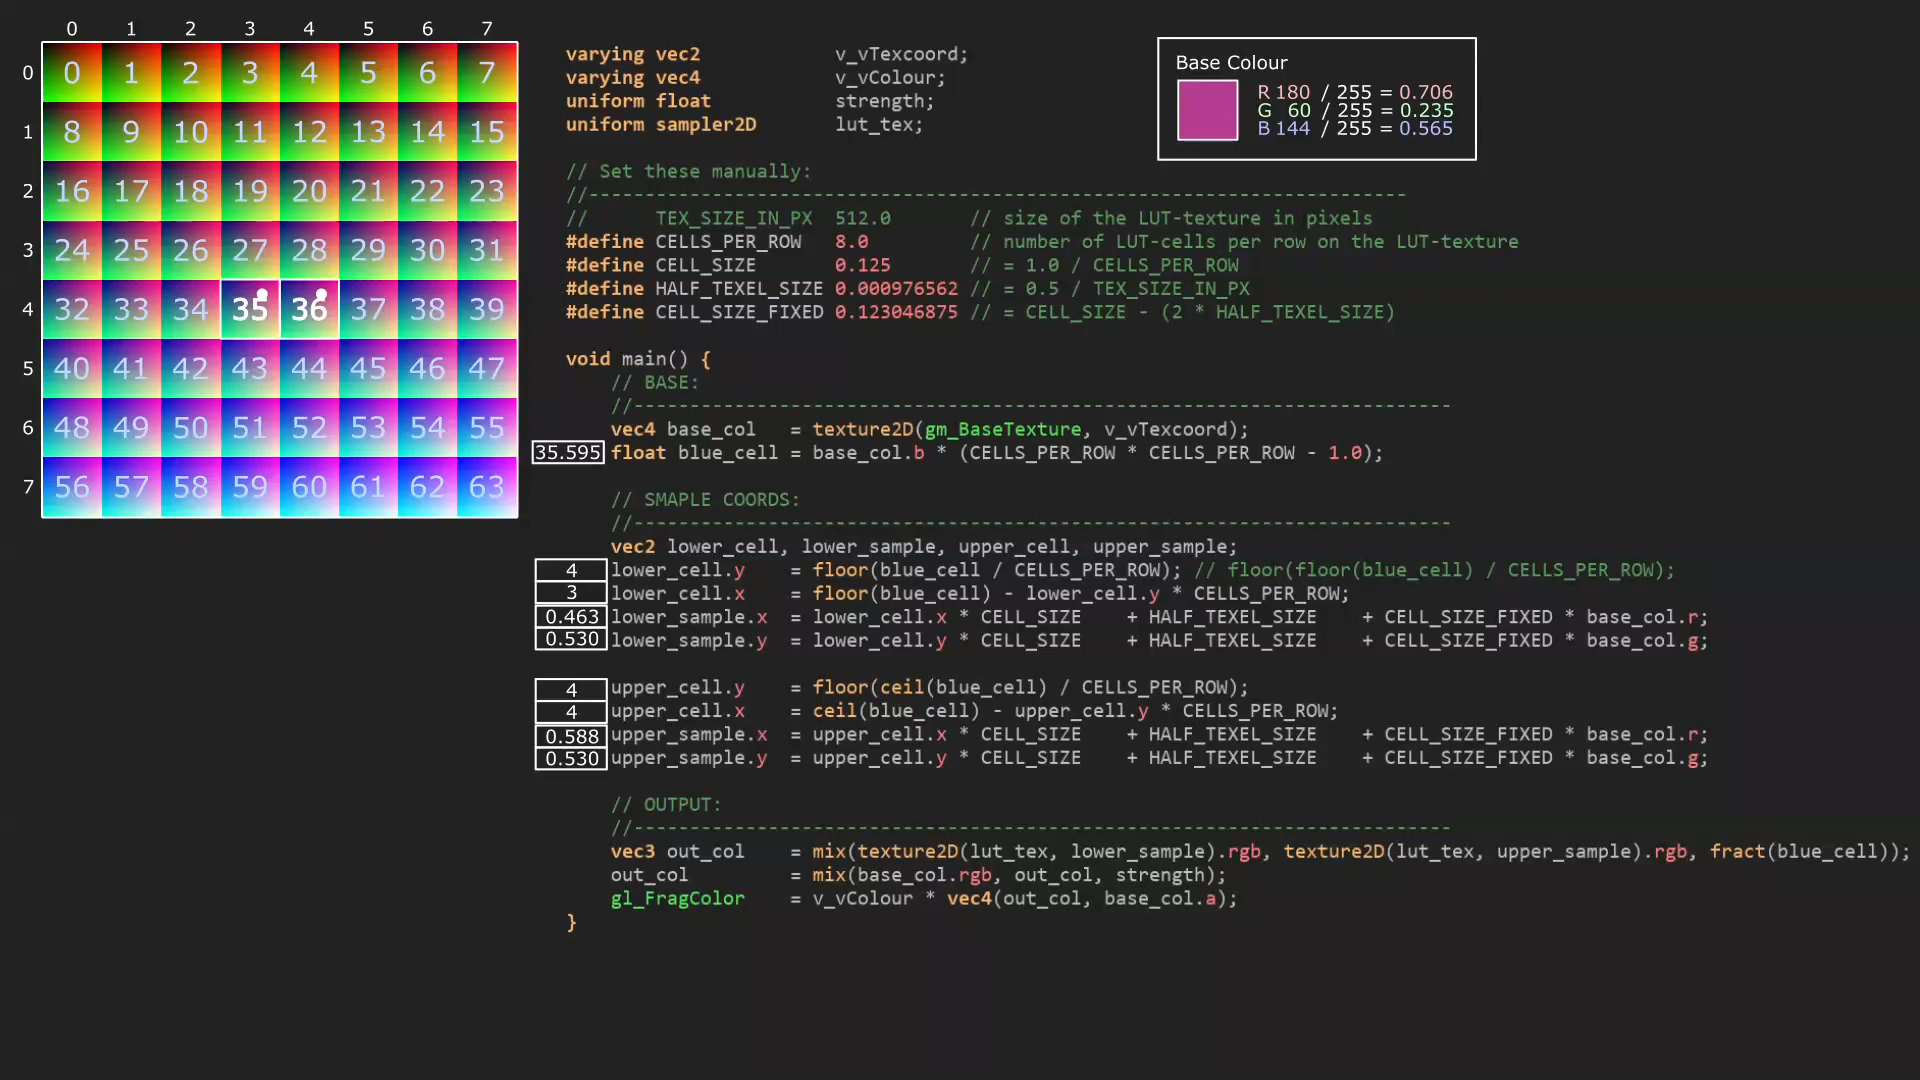 0 1 2 3 4 5 6 7
0 0 1 2 3 4 5 6 7
1 8 9 10 11 12 13 14 15
2 16 17 18 19 20 21 22 23
3 24 25 26 27 28 29 30 31
4 32 33 34 35 36 37 38 39
5 40 41 42 43 44 45 46 47
6 48 49 50 51 52 53 54 55
7 56 57 58 59 60 61 62 63
varying vec2 v_vTexcoord;
varying vec4 v_vColour;
uniform float strength;
uniform sampler2D lut_tex;
Base Colour
R 180 / 255 = 0.706
G 60 / 255 = 0.235
B 144 / 255 = 0.565
// Set these manually:
//-------------------------------------------------------------------------
// TEX_SIZE_IN_PX 512.0 // size of the LUT-texture in pixels
#define CELLS_PER_ROW 8.0 // number of LUT-cells per row on the LUT-texture
#define CELL_SIZE 0.125 // = 1.0 / CELLS_PER_ROW
#define HALF_TEXEL_SIZE 0.000976562 // = 0.5 / TEX_SIZE_IN_PX
#define CELL_SIZE_FIXED 0.123046875 // = CELL_SIZE - (2 * HALF_TEXEL_SIZE)
void main() {
// BASE:
//-------------------------------------------------------------------------
vec4 base_col = texture2D(gm_BaseTexture, v_vTexcoord);
35.595 float blue_cell = base_col.b * (CELLS_PER_ROW * CELLS_PER_ROW - 1.0);
// SMAPLE COORDS:
//-------------------------------------------------------------------------
vec2 lower_cell, lower_sample, upper_cell, upper_sample;
4 lower_cell.y = floor(blue_cell / CELLS_PER_ROW); // floor(floor(blue_cell) / CELLS_PER_ROW);
3 lower_cell.x = floor(blue_cell) - lower_cell.y * CELLS_PER_ROW;
0.463 lower_sample.x = lower_cell.x * CELL_SIZE + HALF_TEXEL_SIZE + CELL_SIZE_FIXED * base_col.r;
0.530 lower_sample.y = lower_cell.y * CELL_SIZE + HALF_TEXEL_SIZE + CELL_SIZE_FIXED * base_col.g;
4 upper_cell.y = floor(ceil(blue_cell) / CELLS_PER_ROW);
4 upper_cell.x = ceil(blue_cell) - upper_cell.y * CELLS_PER_ROW;
0.588 upper_sample.x = upper_cell.x * CELL_SIZE + HALF_TEXEL_SIZE + CELL_SIZE_FIXED * base_col.r;
0.530 upper_sample.y = upper_cell.y * CELL_SIZE + HALF_TEXEL_SIZE + CELL_SIZE_FIXED * base_col.g;
// OUTPUT:
//-------------------------------------------------------------------------
vec3 out_col = mix(texture2D(lut_tex, lower_sample).rgb, texture2D(lut_tex, upper_sample).rgb, fract(blue_cell));
out_col = mix(base_col.rgb, out_col, strength);
gl_FragColor = v_vColour * vec4(out_col, base_col.a);
}